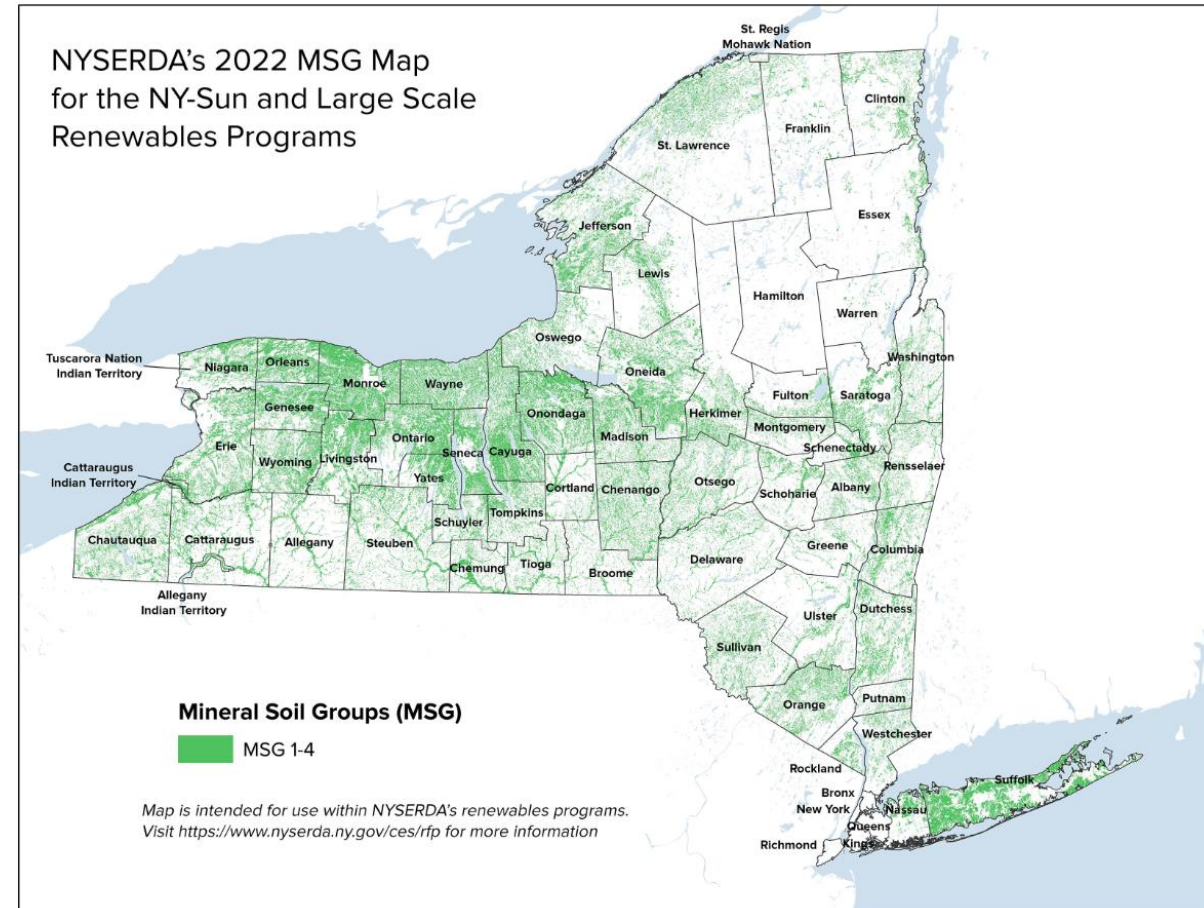 NYSERDA's 2022 MSG Map
for the NY-Sun and Large Scale
Renewables Programs
St. Regis
Mohawk Nation
Clinton
Franklin
St. Lawrence
Essex
Jefferson
Lewis
Hamilton
Warren
Oswego
Washington
Tuscarora Nation
Indian Territory
Niagara
Orleans
Monroe
Wayne
Oneida
Fulton
Saratoga
Genesee
Onondaga
Herkimer
Montgomery
Madison
Ontario
Erie
Seneca
Cayuga
Schenectady
Wyoming
Livingston
Rensselaer
Cattaraugus
Indian Territory
Yates
Cortland
Chenango
Otsego
Schoharie
Albany
Schuyler
Tompkins
Chautauqua
Cattaraugus
Allegany
Steuben
Chemung
Tioga
Broome
Delaware
Greene
Columbia
Allegany
Indian Territory
Ulster
Dutchess
Sullivan
Orange
Putnam
Westchester
Mineral Soil Groups (MSG)
MSG 1-4
Rockland
Bronx
New York
Suffolk
Nassau
Queens
Richmond
Kings
Map is intended for use within NYSERDA's renewables programs.
Visit https://www.nyserda.ny.gov/ces/rfp for more information